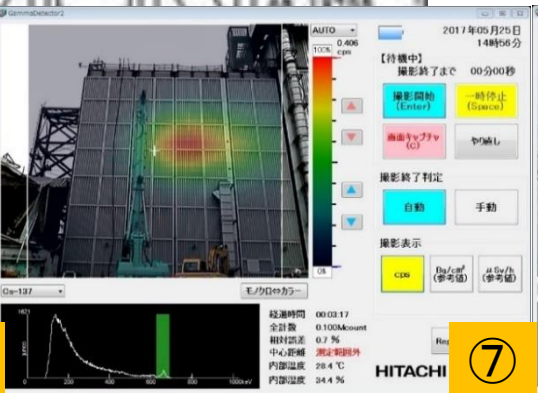 GammaDetector2
AUTO
100%
0.406
cps
0%
2017年05月25日
14時56分
【待機中】
撮影終了まで 00分00秒
撮影開始
(Enter)
一時停止
(Space)
画面キャプチャ
(C)
やり直し
撮影終了判定
自動
手動
撮影表示
cps
Bq/cm²
(参考値)
μSv/h
(参考値)
Cs-137
モノクロ⇔カラー
1621
0
200
400
600
800
1000keV
経過時間 00:03:17
全計数 0.100Mcount
相対誤差 0.7 %
中心距離 測定範囲外
内部温度 28.4 ℃
内部湿度 34.4 %
HITACHI
⑦